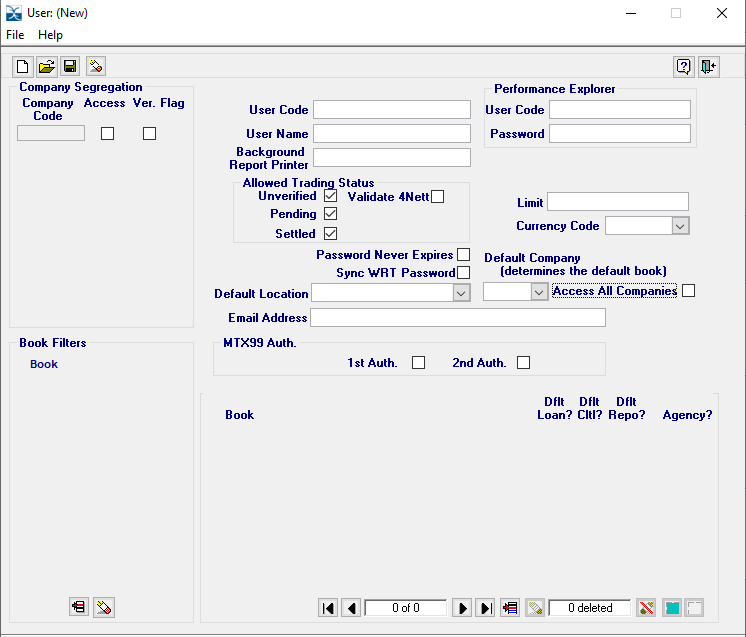 User: (New)
File Help
Company Segregation
Company Code Access Ver. Flag
User Code
User Name
Background Report Printer
Performance Explorer
User Code
Password
Allowed Trading Status
Unverified Validate 4Nett
Pending
Settled
Limit
Currency Code
Password Never Expires
Sync WRT Password
Default Company
(determines the default book)
Default Location
Access All Companies
Email Address
Book Filters
Book
MTX99 Auth.
1st Auth. 2nd Auth.
Book Dflt Loan? Dflt Cltl? Dflt Repo? Agency?
0 of 0 0 deleted